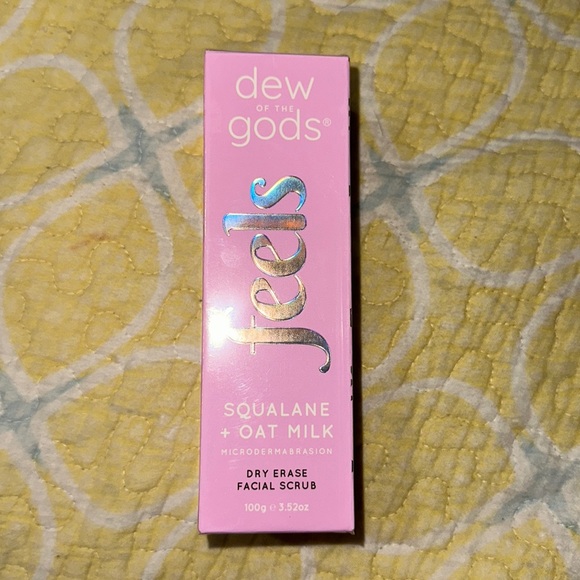 dew
OF THE
gods®
feels
SQUALANE
+ OAT MILK
MICRODERMABRASION
DRY ERASE
FACIAL SCRUB
100g e 3.52oz